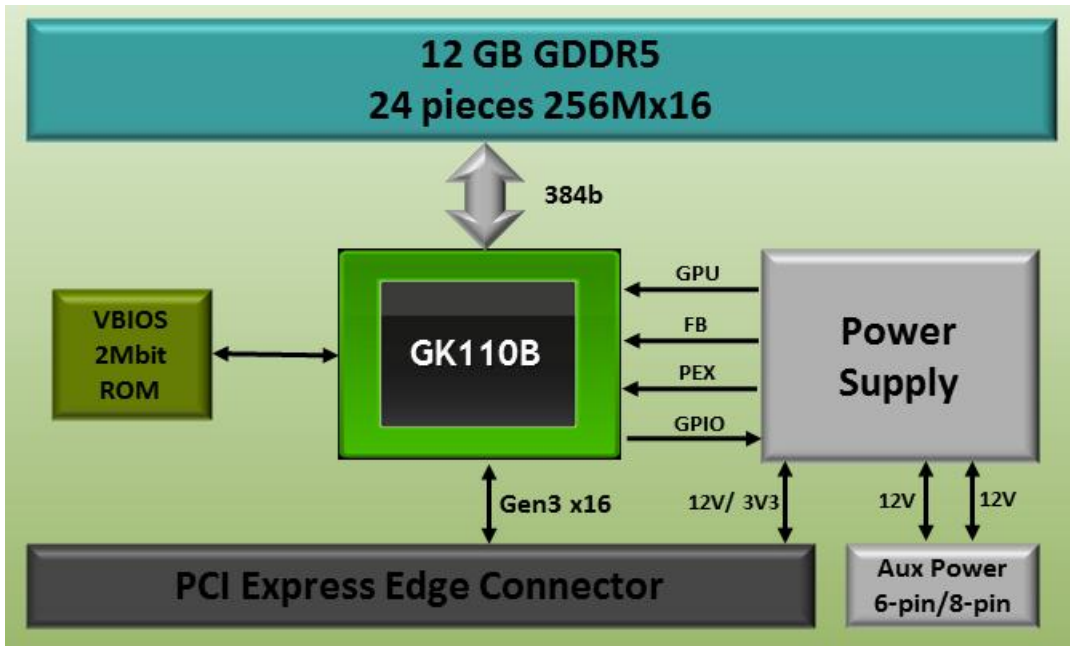 12 GB GDDR5
24 pieces 256Mx16
384b
VBIOS
2Mbit
ROM
GK110B
GPU
FB
PEX
GPIO
Power
Supply
Gen3 x16
12V/ 3V3
12V
12V
PCI Express Edge Connector
Aux Power
6-pin/8-pin